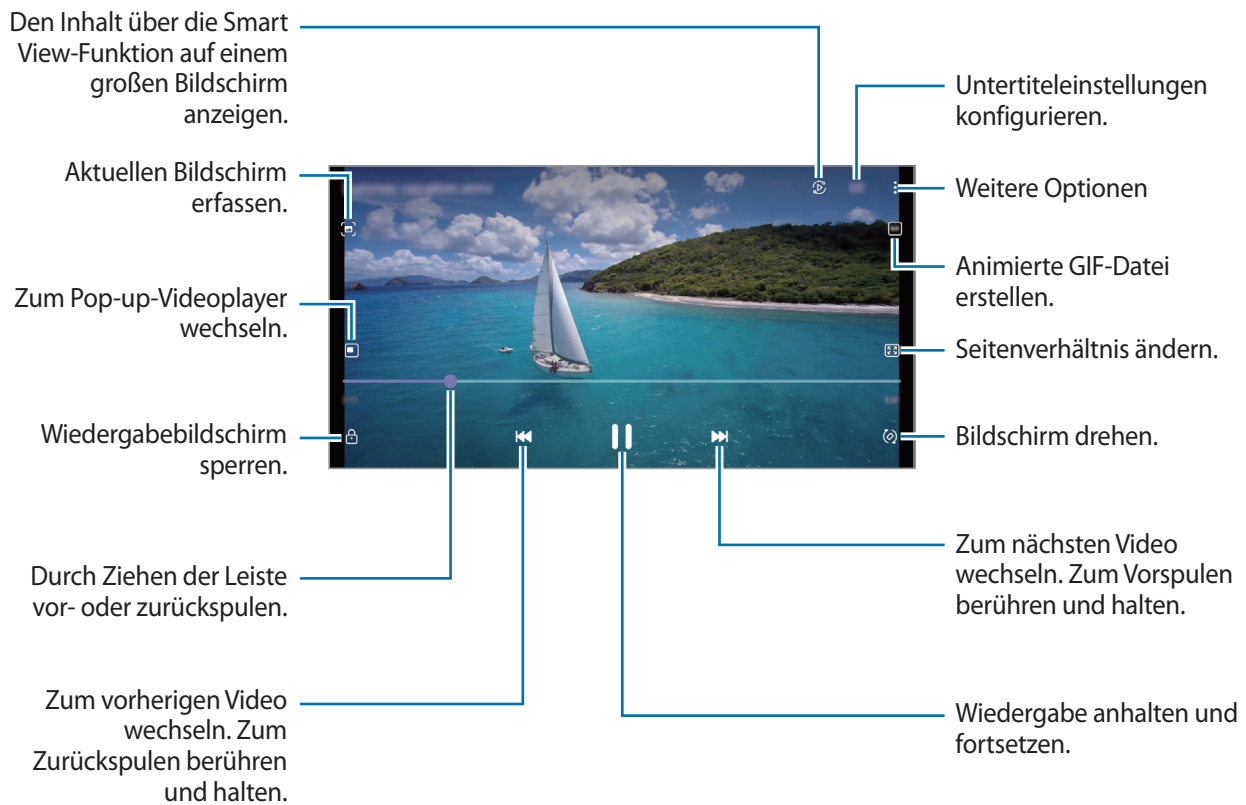 Den Inhalt über die Smart
View-Funktion auf einem
großen Bildschirm
anzeigen.
Aktuellen Bildschirm
erfassen.
Zum Pop-up-Videoplayer
wechseln.
Wiedergabebildschirm
sperren.
Durch Ziehen der Leiste
vor- oder zurückspulen.
Zum vorherigen Video
wechseln. Zum
Zurückspulen berühren
und halten.
Untertiteleinstellungen
konfigurieren.
Weitere Optionen
Animierte GIF-Datei
erstellen.
Seitenverhältnis ändern.
Bildschirm drehen.
Zum nächsten Video
wechseln. Zum Vorspulen
berühren und halten.
Wiedergabe anhalten und
fortsetzen.